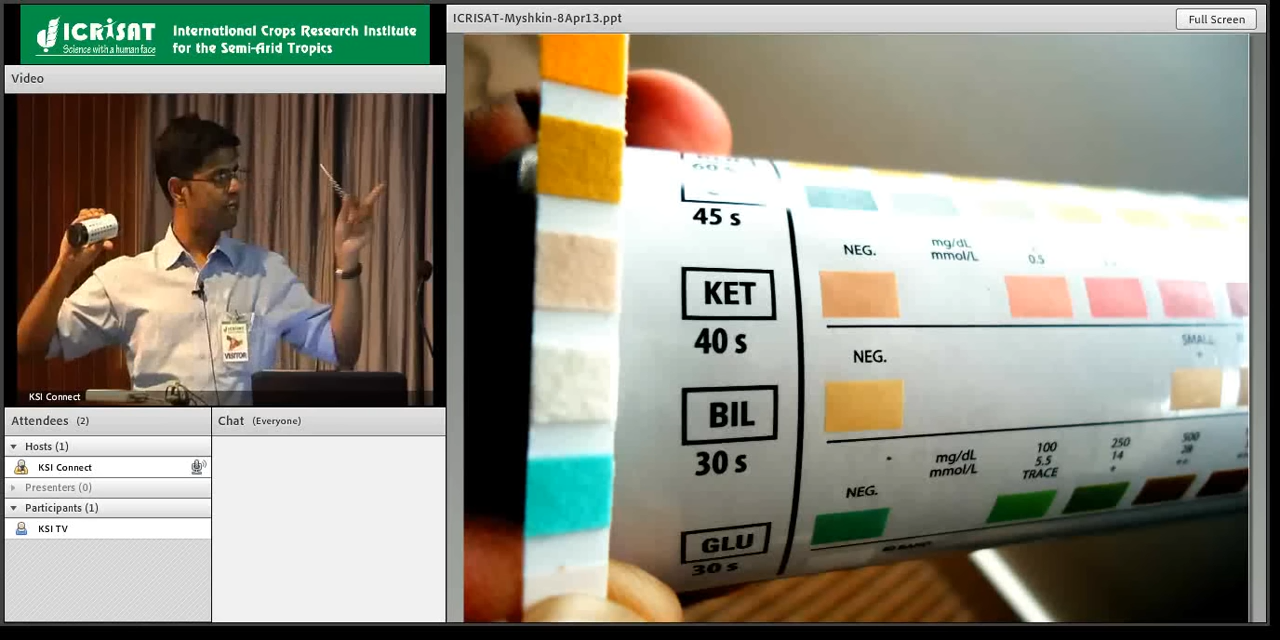 ICRISAT
Science with a human face
International Crops Research Institute
for the Semi-Arid Tropics
Video
KSI Connect
ICRISAT
VISITOR
Attendees (2)
Hosts (1)
KSI Connect
Presenters (0)
Participants (1)
KSI TV
Chat (Everyone)
ICRISAT-Myshkin-8Apr13.ppt
Full Screen
60 s
45 s
NEG. mg/dL
mmol/L
0.5
KET
40 s
NEG.
SMALL
+
BIL
30 s
NEG.
mg/dL
mmol/L
100
5.5
TRACE
250
14
+
500
28
++
GLU
30 s